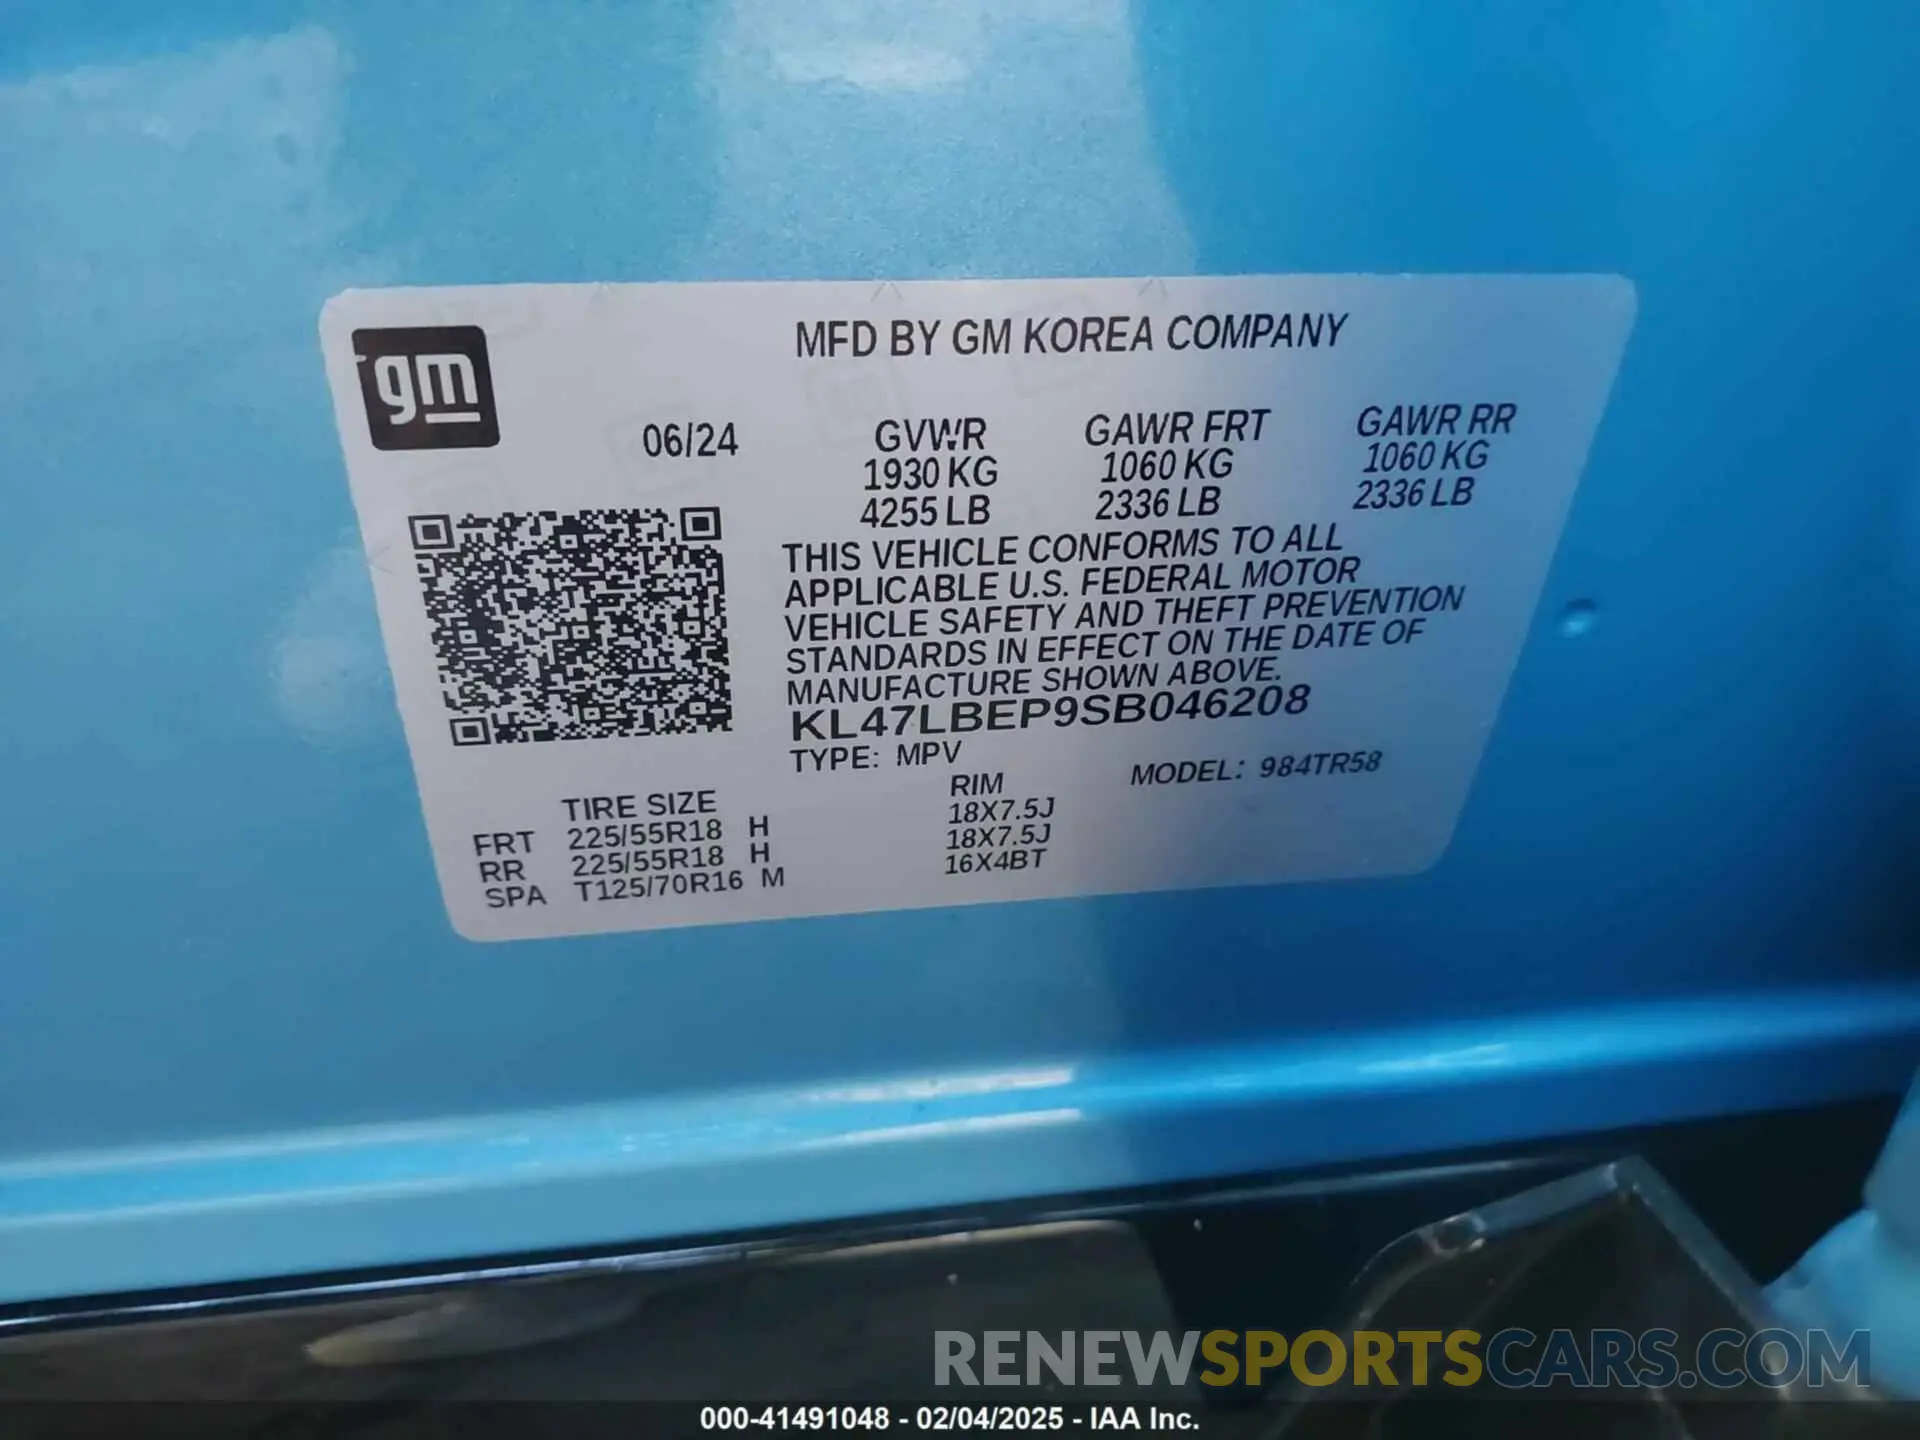 gm
MFD BY GM KOREA COMPANY
06/24 GVWR GAWR FRT GAWR RR
1930 KG 1060 KG 1060 KG
4255 LB 2336 LB 2336 LB
THIS VEHICLE CONFORMS TO ALL
APPLICABLE U.S. FEDERAL MOTOR
VEHICLE SAFETY AND THEFT PREVENTION
STANDARDS IN EFFECT ON THE DATE OF
MANUFACTURE SHOWN ABOVE.
KL47LBEP9SB046208
TYPE: MPV MODEL: 984TR58
TIRE SIZE RIM
FRT 225/55R18 H 18X7.5J
RR 225/55R18 H 18X7.5J
SPA T125/70R16 M 16X4BT
RENEWSPORTSCARS.COM
000-41491048 - 02/04/2025 - IAA Inc.